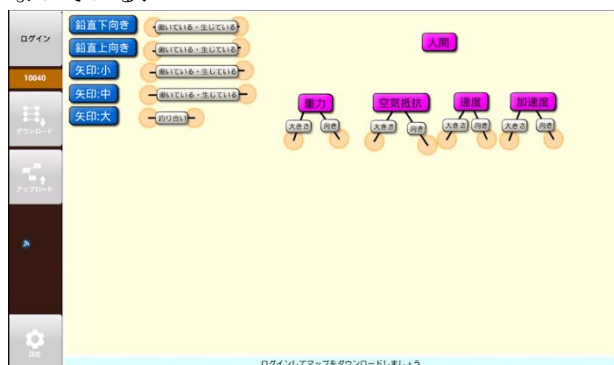 ログイン
10040
ダウンロード
アップロード
設定
鉛直下向き
鉛直上向き
矢印:小
矢印:中
矢印:大
働いている・生じている
働いている・生じている
働いている・生じている
働いている・生じている
釣り合い
人間
重力 空気抵抗 速度 加速度
大きさ 向き 大きさ 向き 大きさ 向き 大きさ 向き
ログインしてマップをダウンロードしましょう